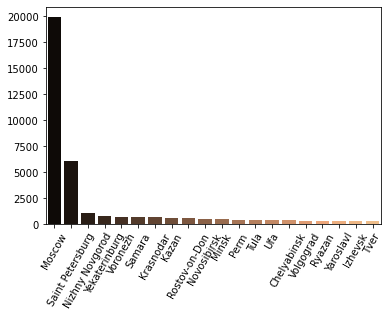 20000
17500
15000
12500
10000
7500
5000
2500
0
Moscow
Saint Petersburg
Nizhny Novgorod
Yekaterinburg
Voronezh
Samara
Krasnodar
Kazan
Rostov-on-Don
Novosibirsk
Minsk
Perm
Tula
Ufa
Chelyabinsk
Volgograd
Ryazan
Yaroslavl
Izhevsk
Tver